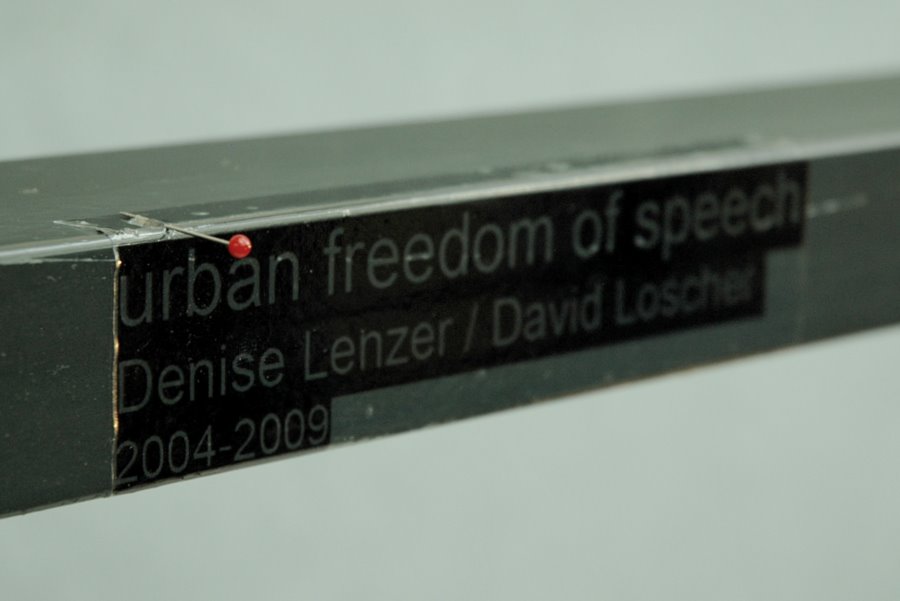 urban freedom of speech
Denise Lenzer / David Loscher
2004-2009